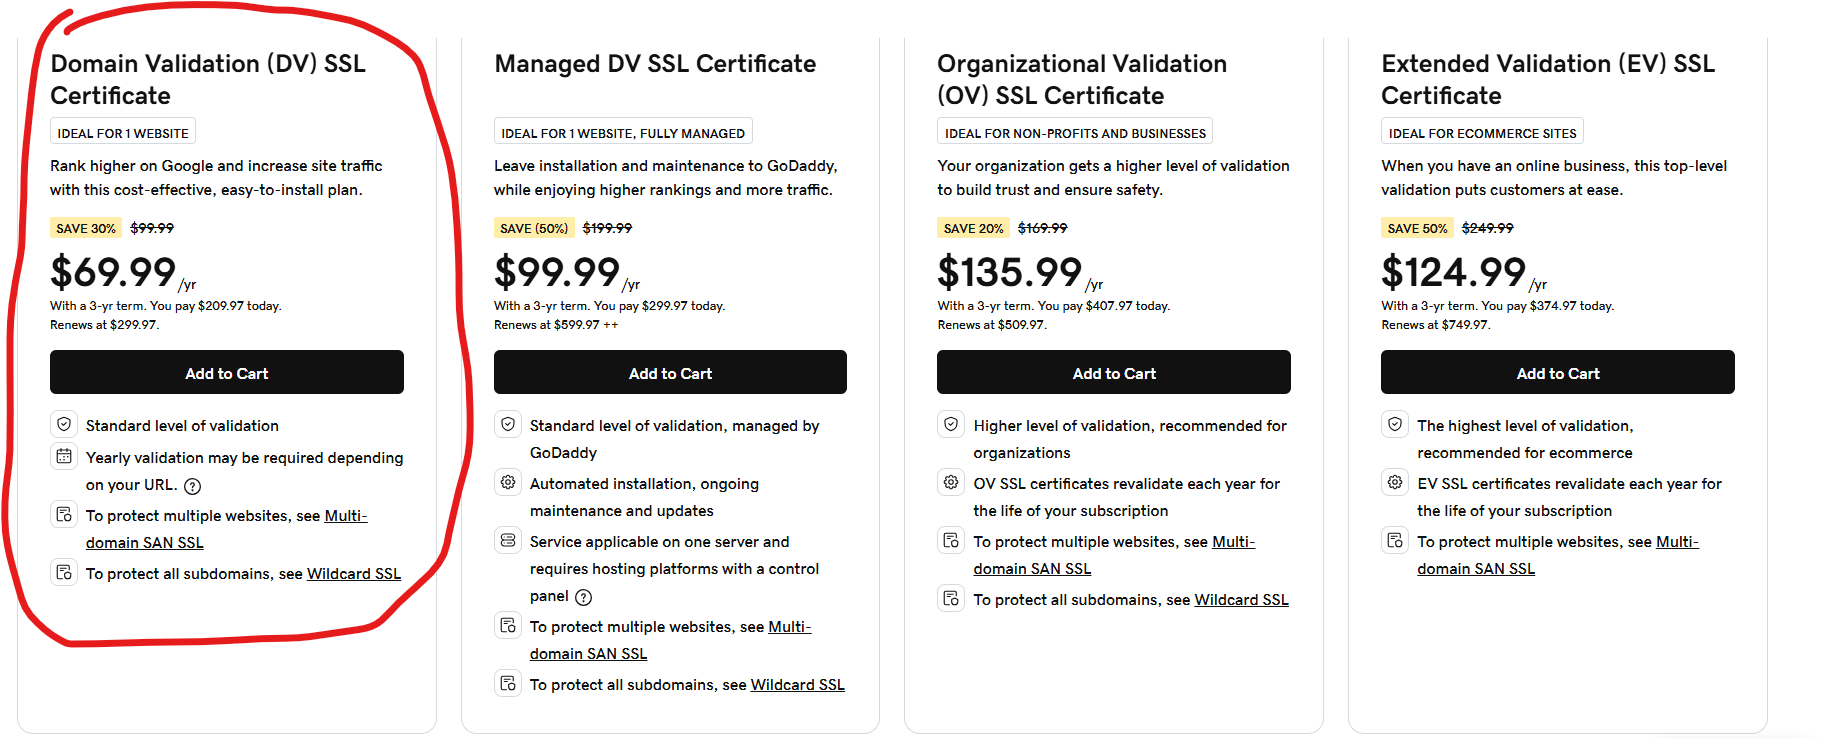 Domain Validation (DV) SSL
Certificate
IDEAL FOR 1 WEBSITE
Rank higher on Google and increase site traffic
with this cost-effective, easy-to-install plan.
SAVE 30% $99.99
$69.99 /yr
With a 3-yr term. You pay $209.97 today.
Renews at $299.97.
Add to Cart
Standard level of validation
Yearly validation may be required depending
on your URL. ?
To protect multiple websites, see Multi-
domain SAN SSL
To protect all subdomains, see Wildcard SSL
Managed DV SSL Certificate
IDEAL FOR 1 WEBSITE, FULLY MANAGED
Leave installation and maintenance to GoDaddy,
while enjoying higher rankings and more traffic.
SAVE (50%) $199.99
$99.99 /yr
With a 3-yr term. You pay $299.97 today.
Renews at $599.97 ++
Add to Cart
Standard level of validation, managed by
GoDaddy
Automated installation, ongoing
maintenance and updates
Service applicable on one server and
requires hosting platforms with a control
panel ?
To protect multiple websites, see Multi-
domain SAN SSL
To protect all subdomains, see Wildcard SSL
Organizational Validation
(OV) SSL Certificate
IDEAL FOR NON-PROFITS AND BUSINESSES
Your organization gets a higher level of validation
to build trust and ensure safety.
SAVE 20% $169.99
$135.99 /yr
With a 3-yr term. You pay $407.97 today.
Renews at $509.97.
Add to Cart
Higher level of validation, recommended for
organizations
OV SSL certificates revalidate each year for
the life of your subscription
To protect multiple websites, see Multi-
domain SAN SSL
To protect all subdomains, see Wildcard SSL
Extended Validation (EV) SSL
Certificate
IDEAL FOR ECOMMERCE SITES
When you have an online business, this top-level
validation puts customers at ease.
SAVE 50% $249.99
$124.99 /yr
With a 3-yr term. You pay $374.97 today.
Renews at $749.97.
Add to Cart
The highest level of validation,
recommended for ecommerce
EV SSL certificates revalidate each year for
the life of your subscription
To protect multiple websites, see Multi-
domain SAN SSL